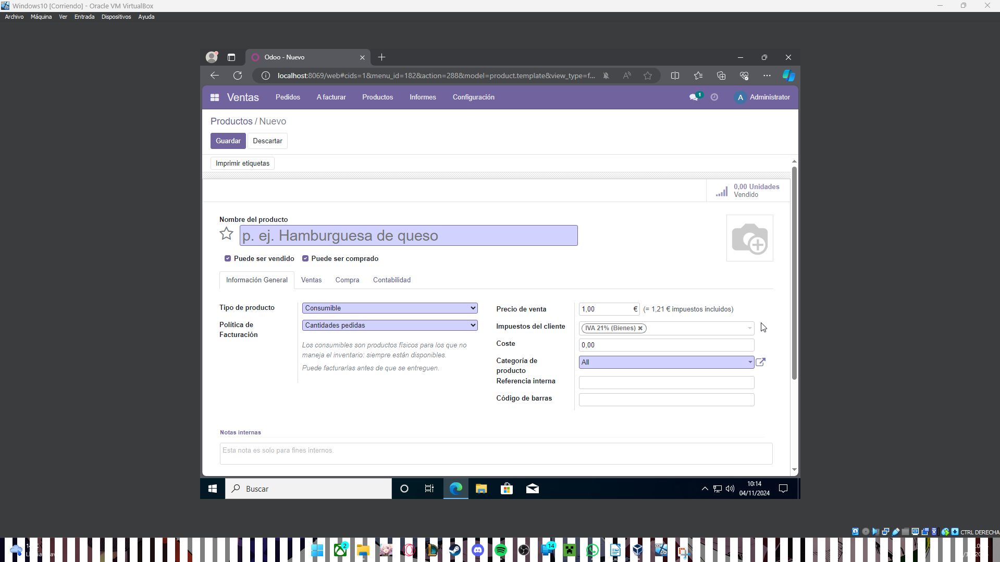 Windows10 [Corriendo] - Oracle VM VirtualBox
Archivo Máquina Ver Entrada Dispositivos Ayuda
Odoo - Nuevo
localhost:8069/web#cids=1&menu_id=182&action=288&model=product.template&view_type=f...
Ventas Pedidos A facturar Productos Informes Configuración 1 A Administrator
Productos / Nuevo
Guardar Descartar
Imprimir etiquetas
0,00 Unidades
Vendido
Nombre del producto
p. ej. Hamburguesa de queso
Puede ser vendido Puede ser comprado
Información General Ventas Compra Contabilidad
Tipo de producto Consumible
Política de
Facturación
Cantidades pedidas
Los consumibles son productos físicos para los que no
maneja el inventario: siempre están disponibles.
Puede facturarlas antes de que se entreguen.
Precio de venta 1,00 € (= 1,21 € impuestos incluidos)
Impuestos del cliente IVA 21% (Bienes)
Coste 0,00
Categoría de
producto
All
Referencia interna
Código de barras
Notas internas
Esta nota es solo para fines internos.
Buscar
10:14
04/11/2024
CTRL DERECHA
2
14